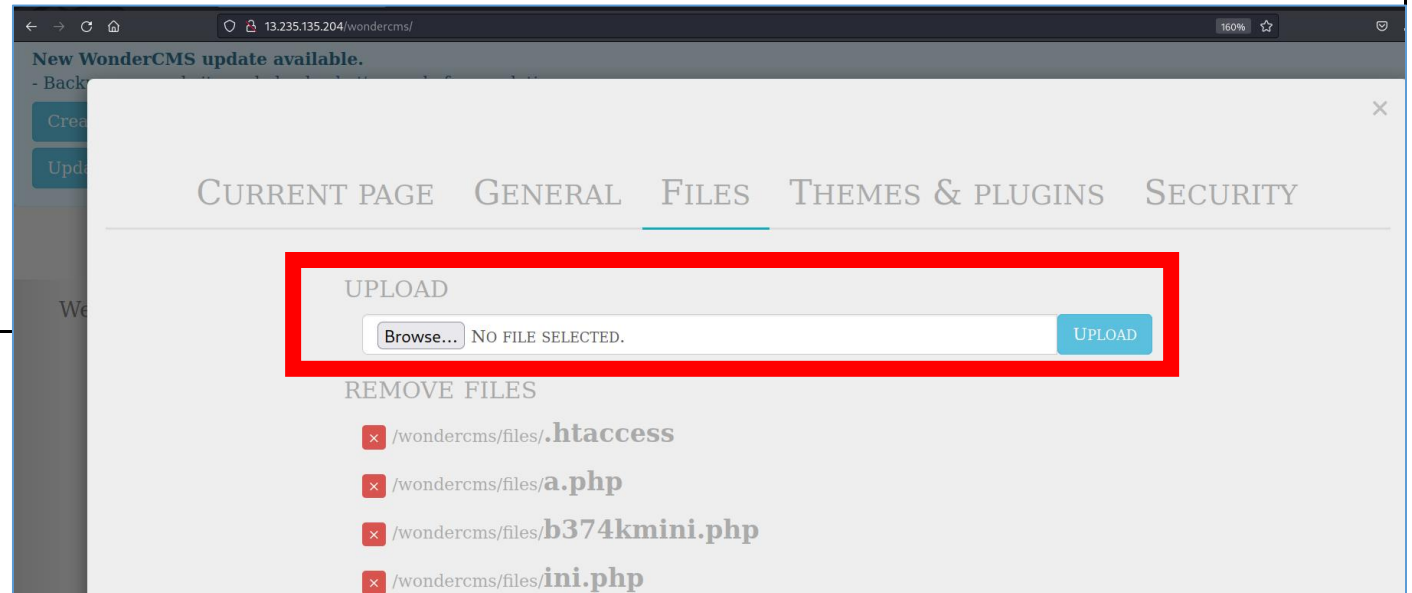 13.235.135.204/wondercms/
160%
New WonderCMS update available.
- Back
Crea
Upda
CURRENT PAGE GENERAL FILES THEMES & PLUGINS SECURITY
We
UPLOAD
Browse... NO FILE SELECTED.
UPLOAD
REMOVE FILES
/wondercms/files/.htaccess
/wondercms/files/a.php
/wondercms/files/b374kmini.php
/wondercms/files/ini.php